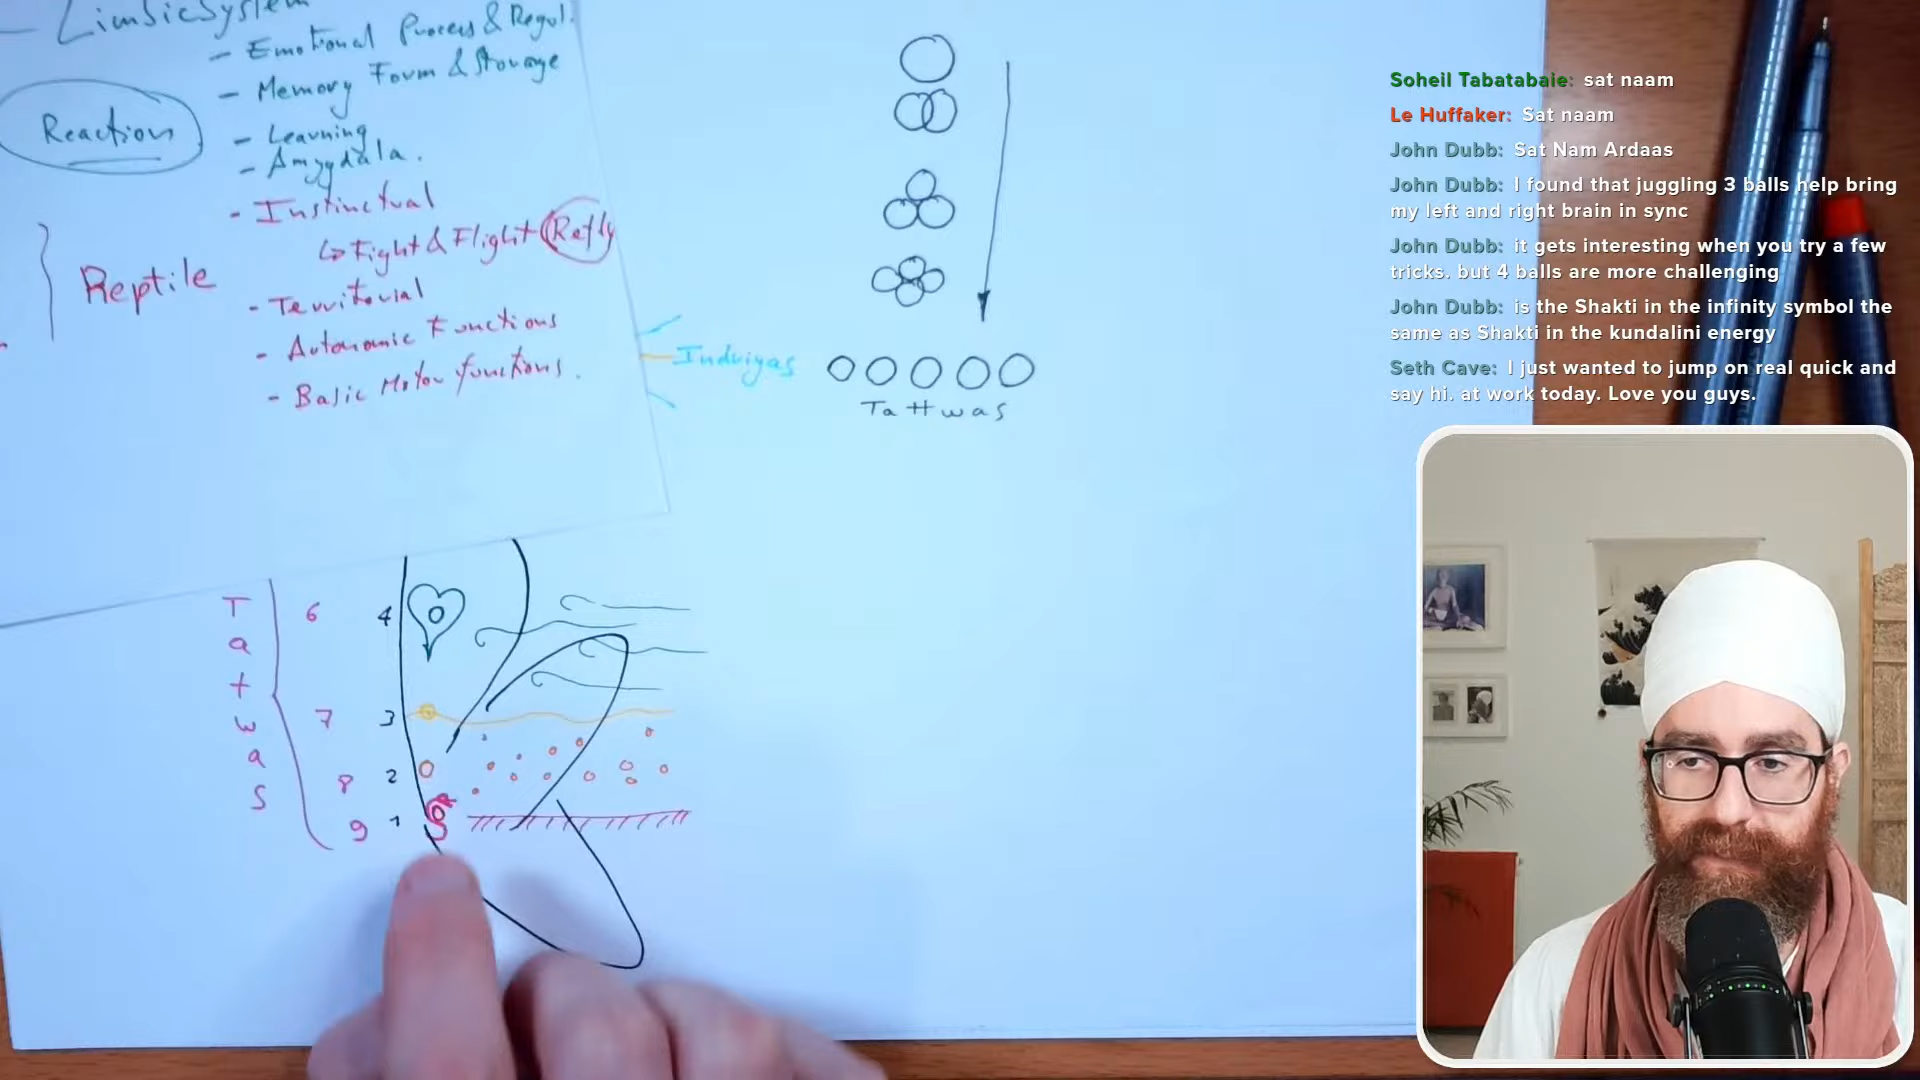 - Limbic System
- Emotional Process & Regul.
- Memory Form & Storage
Reaction
- Learning
- Amygdala.
- Instinctual
↳ Fight & Flight
Reptile
- Territorial
- Autonomic Functions
- Basic Motor functions.
Indriyas
Tattwas
Tatwas
6 4
7 3
8 2
9 1
Soheil Tabatabaie: sat naam
Le Huffaker: Sat naam
John Dubb: Sat Nam Ardaas
John Dubb: I found that juggling 3 balls help bring
my left and right brain in sync
John Dubb: it gets interesting when you try a few
tricks. but 4 balls are more challenging
John Dubb: is the Shakti in the infinity symbol the
same as Shakti in the kundalini energy
Seth Cave: I just wanted to jump on real quick and
say hi. at work today. Love you guys.